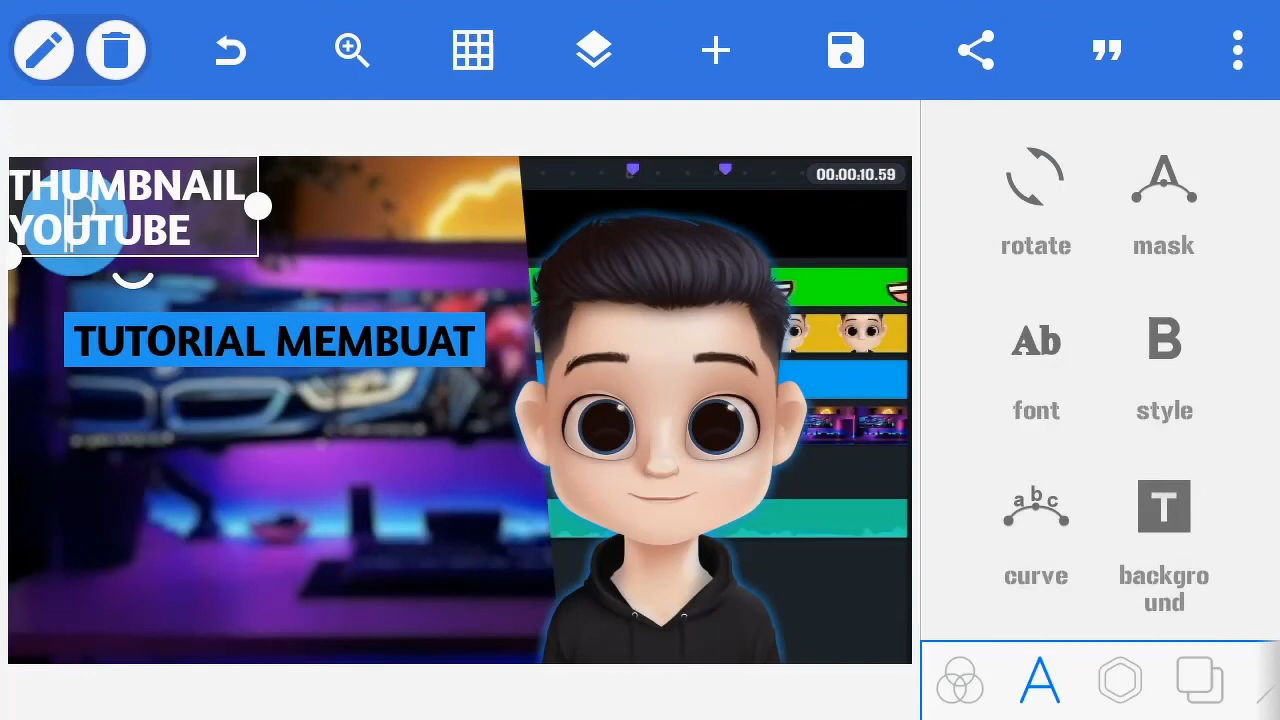 THUMBNAIL
YOUTUBE
TUTORIAL MEMBUAT
00:00:10.59
rotate
mask
Ab
B
font
style
abc
T
curve
backgro
und
A